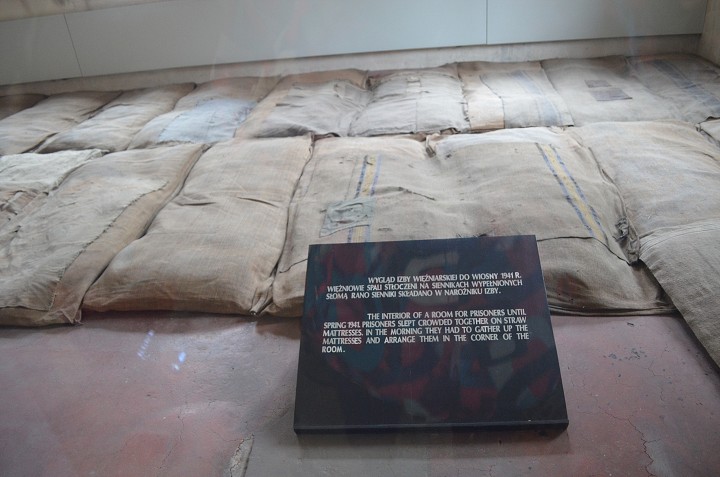 WYGLĄD IZBY WIĘŹNIARSKIEJ DO WIOSNY 1941 R.
WIĘŹNIOWIE SPALI STŁOCZENI NA SIENNIKACH WYPEŁNIONYCH
SŁOMĄ. RANO SIENNIKI SKŁADANO W NAROŻNIKU IZBY.
THE INTERIOR OF A ROOM FOR PRISONERS UNTIL
SPRING 1941. PRISONERS SLEPT CROWDED TOGETHER ON STRAW
MATTRESSES. IN THE MORNING THEY HAD TO GATHER UP THE
MATTRESSES AND ARRANGE THEM IN THE CORNER OF THE
ROOM.